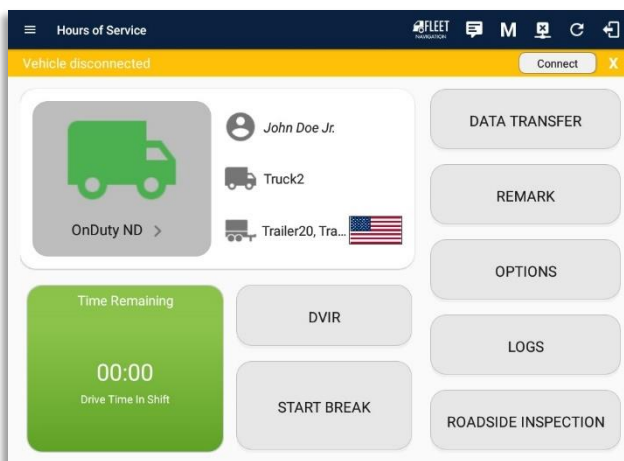 Hours of Service
FLEET
NAVIGATION
M
Vehicle disconnected
Connect
X
OnDuty ND >
John Doe Jr.
Truck2
Trailer20, Tra...
DATA TRANSFER
REMARK
OPTIONS
LOGS
ROADSIDE INSPECTION
Time Remaining
00:00
Drive Time In Shift
DVIR
START BREAK